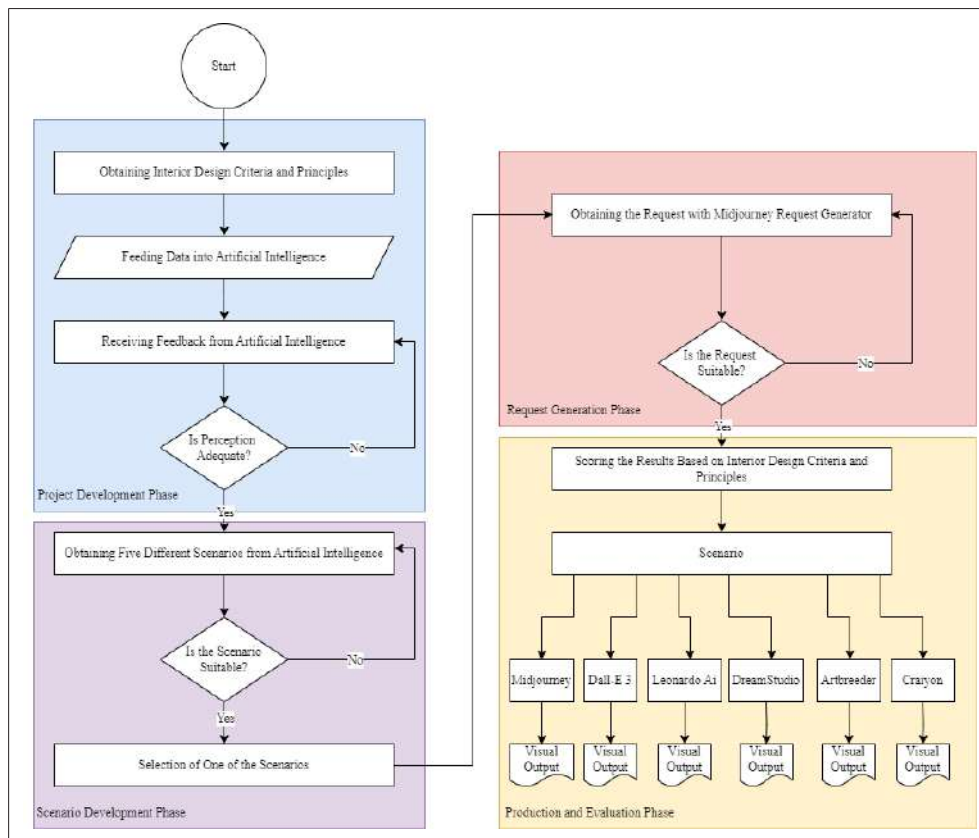 Start
Obtaining Interior Design Criteria and Principles
Feeding Data into Artificial Intelligence
Receiving Feedback from Artificial Intelligence
Is Perception
Adequate?
No
Project Development Phase
Yes
Obtaining Five Different Scenarios from Artificial Intelligence
Is the Scenario
Suitable?
No
Yes
Selection of One of the Scenarios
Scenario Development Phase
Obtaining the Request with Midjourney Request Generator
Is the Request
Suitable?
No
Request Generation Phase
Yes
Scoring the Results Based on Interior Design Criteria and
Principles
Scenario
Midjourney
Dall-E 3
Leonardo Ai
DreamStudio
Artbreeder
Craiyon
Visual
Output
Visual
Output
Visual
Output
Visual
Output
Visual
Output
Visual
Output
Production and Evaluation Phase